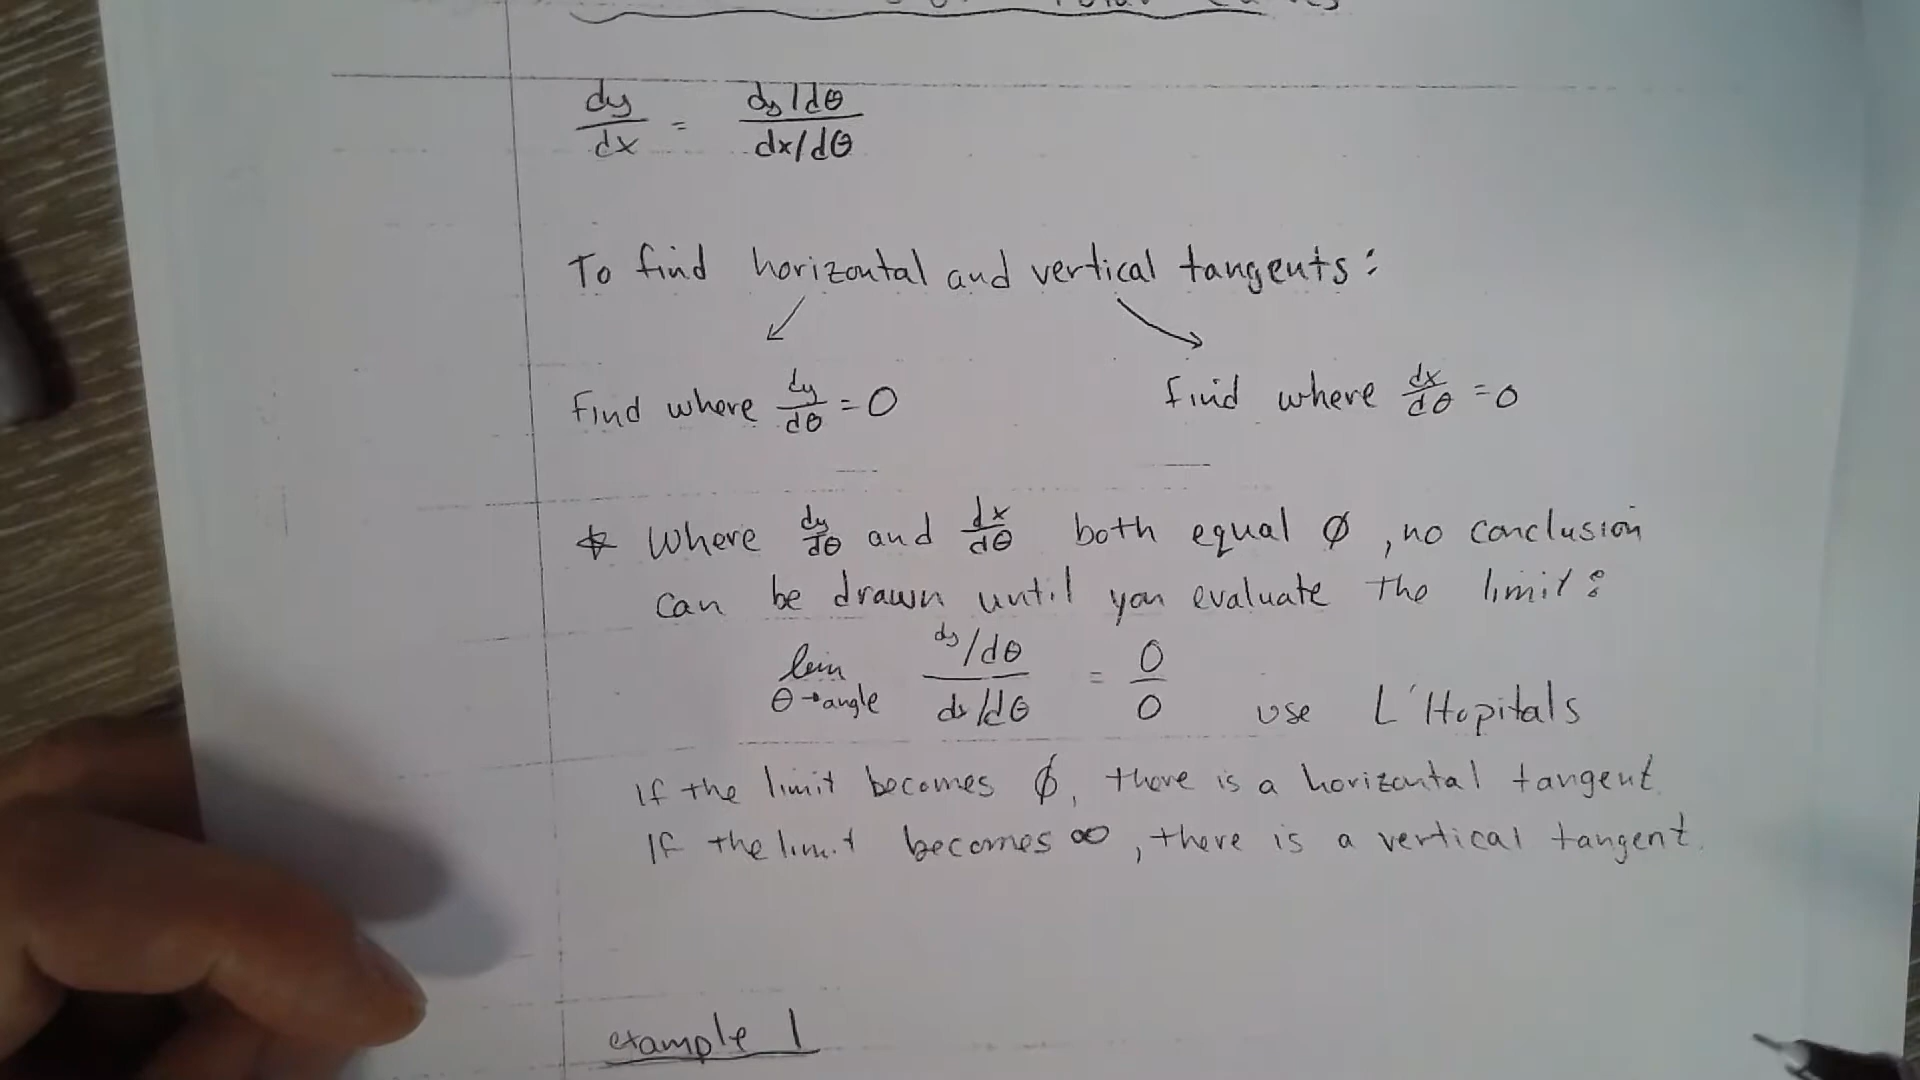 dy/dx = dy/dθ / dx/dθ
To find horizontal and vertical tangents:
Find where dy/dθ = 0
find where dx/dθ = 0
* Where dy/dθ and dx/dθ both equal Ø, no conclusion
can be drawn until you evaluate the limit:
lim θ→angle dy/dθ / dx/dθ = 0/0 use L'Hopitals
If the limit becomes Ø, there is a horizontal tangent.
If the limit becomes ∞, there is a vertical tangent.
example 1